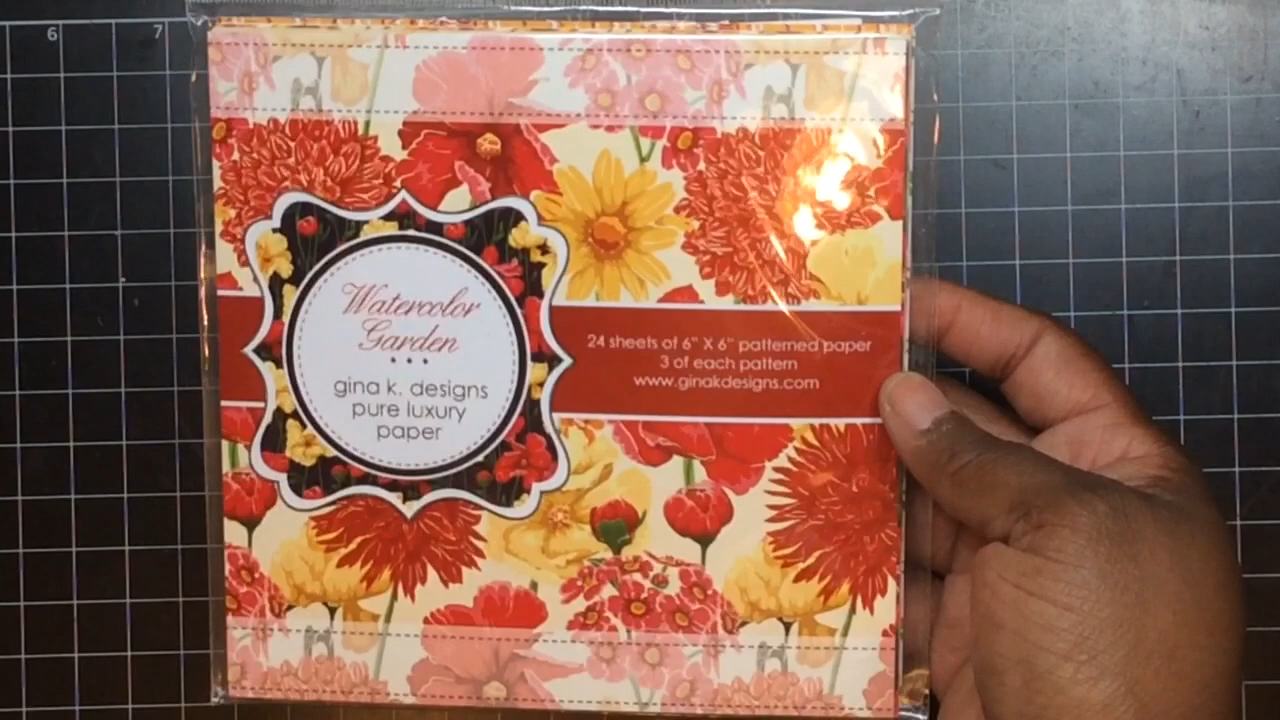 6 7
Watercolor
Garden
gina k. designs
pure luxury
paper
24 sheets of 6" X 6" patterned paper
3 of each pattern
www.ginakdesigns.com